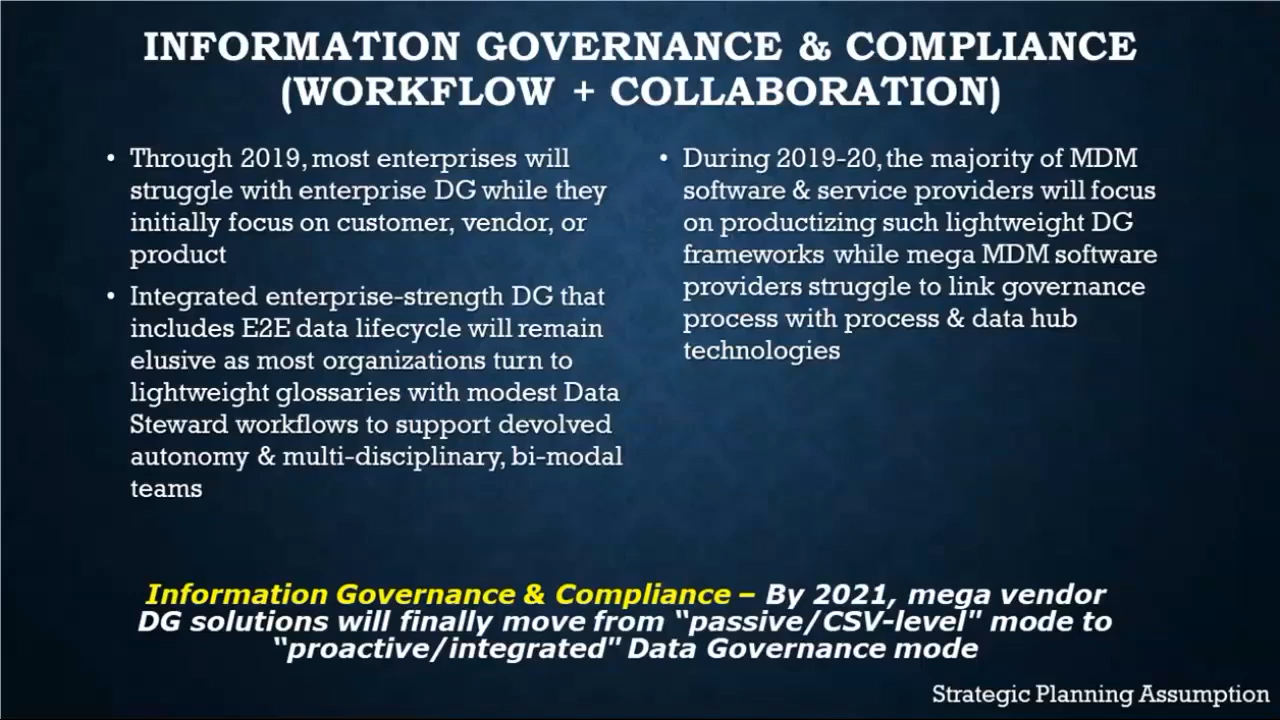 INFORMATION GOVERNANCE & COMPLIANCE
(WORKFLOW + COLLABORATION)
• Through 2019, most enterprises will
struggle with enterprise DG while they
initially focus on customer, vendor, or
product
• Integrated enterprise-strength DG that
includes E2E data lifecycle will remain
elusive as most organizations turn to
lightweight glossaries with modest Data
Steward workflows to support devolved
autonomy & multi-disciplinary, bi-modal
teams
• During 2019-20, the majority of MDM
software & service providers will focus
on productizing such lightweight DG
frameworks while mega MDM software
providers struggle to link governance
process with process & data hub
technologies
Information Governance & Compliance – By 2021, mega vendor
DG solutions will finally move from “passive/CSV-level" mode to
“proactive/integrated" Data Governance mode
Strategic Planning Assumption